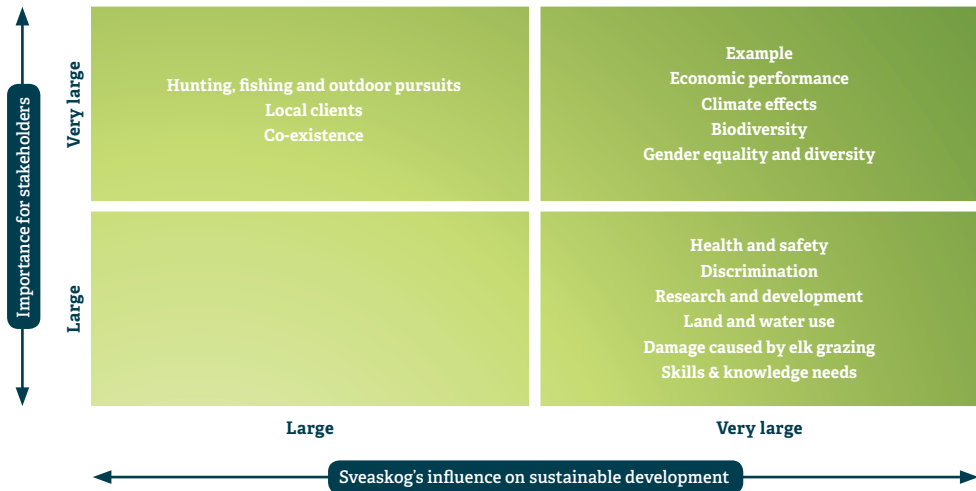 Importance for stakeholders
Very large
Hunting, fishing and outdoor pursuits
Local clients
Co-existence
Example
Economic performance
Climate effects
Biodiversity
Gender equality and diversity
Large
Health and safety
Discrimination
Research and development
Land and water use
Damage caused by elk grazing
Skills & knowledge needs
Large
Very large
Sveaskog's influence on sustainable development